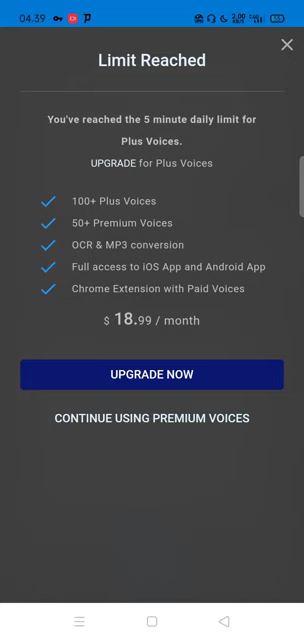 04.39
Limit Reached
You've reached the 5 minute daily limit for
Plus Voices.
UPGRADE for Plus Voices
100+ Plus Voices
50+ Premium Voices
OCR & MP3 conversion
Full access to iOS App and Android App
Chrome Extension with Paid Voices
$ 18.99 / month
UPGRADE NOW
CONTINUE USING PREMIUM VOICES